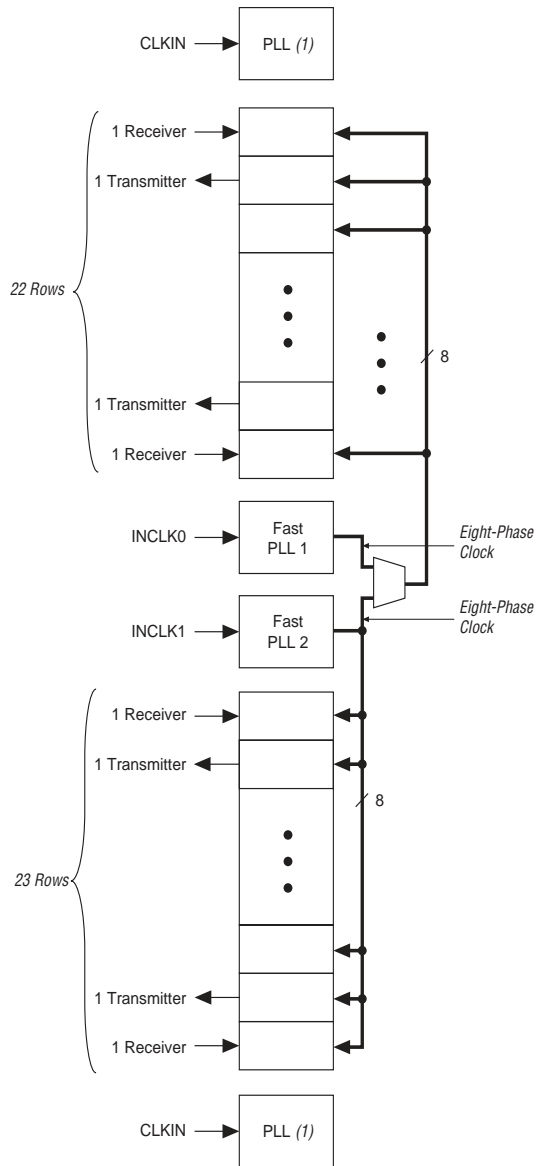 CLKIN
PLL (1)
1 Receiver
1 Transmitter
22 Rows
8
1 Transmitter
1 Receiver
INCLK0
Fast
PLL 1
Eight-Phase
Clock
INCLK1
Fast
PLL 2
Eight-Phase
Clock
1 Receiver
1 Transmitter
8
23 Rows
1 Transmitter
1 Receiver
CLKIN
PLL (1)